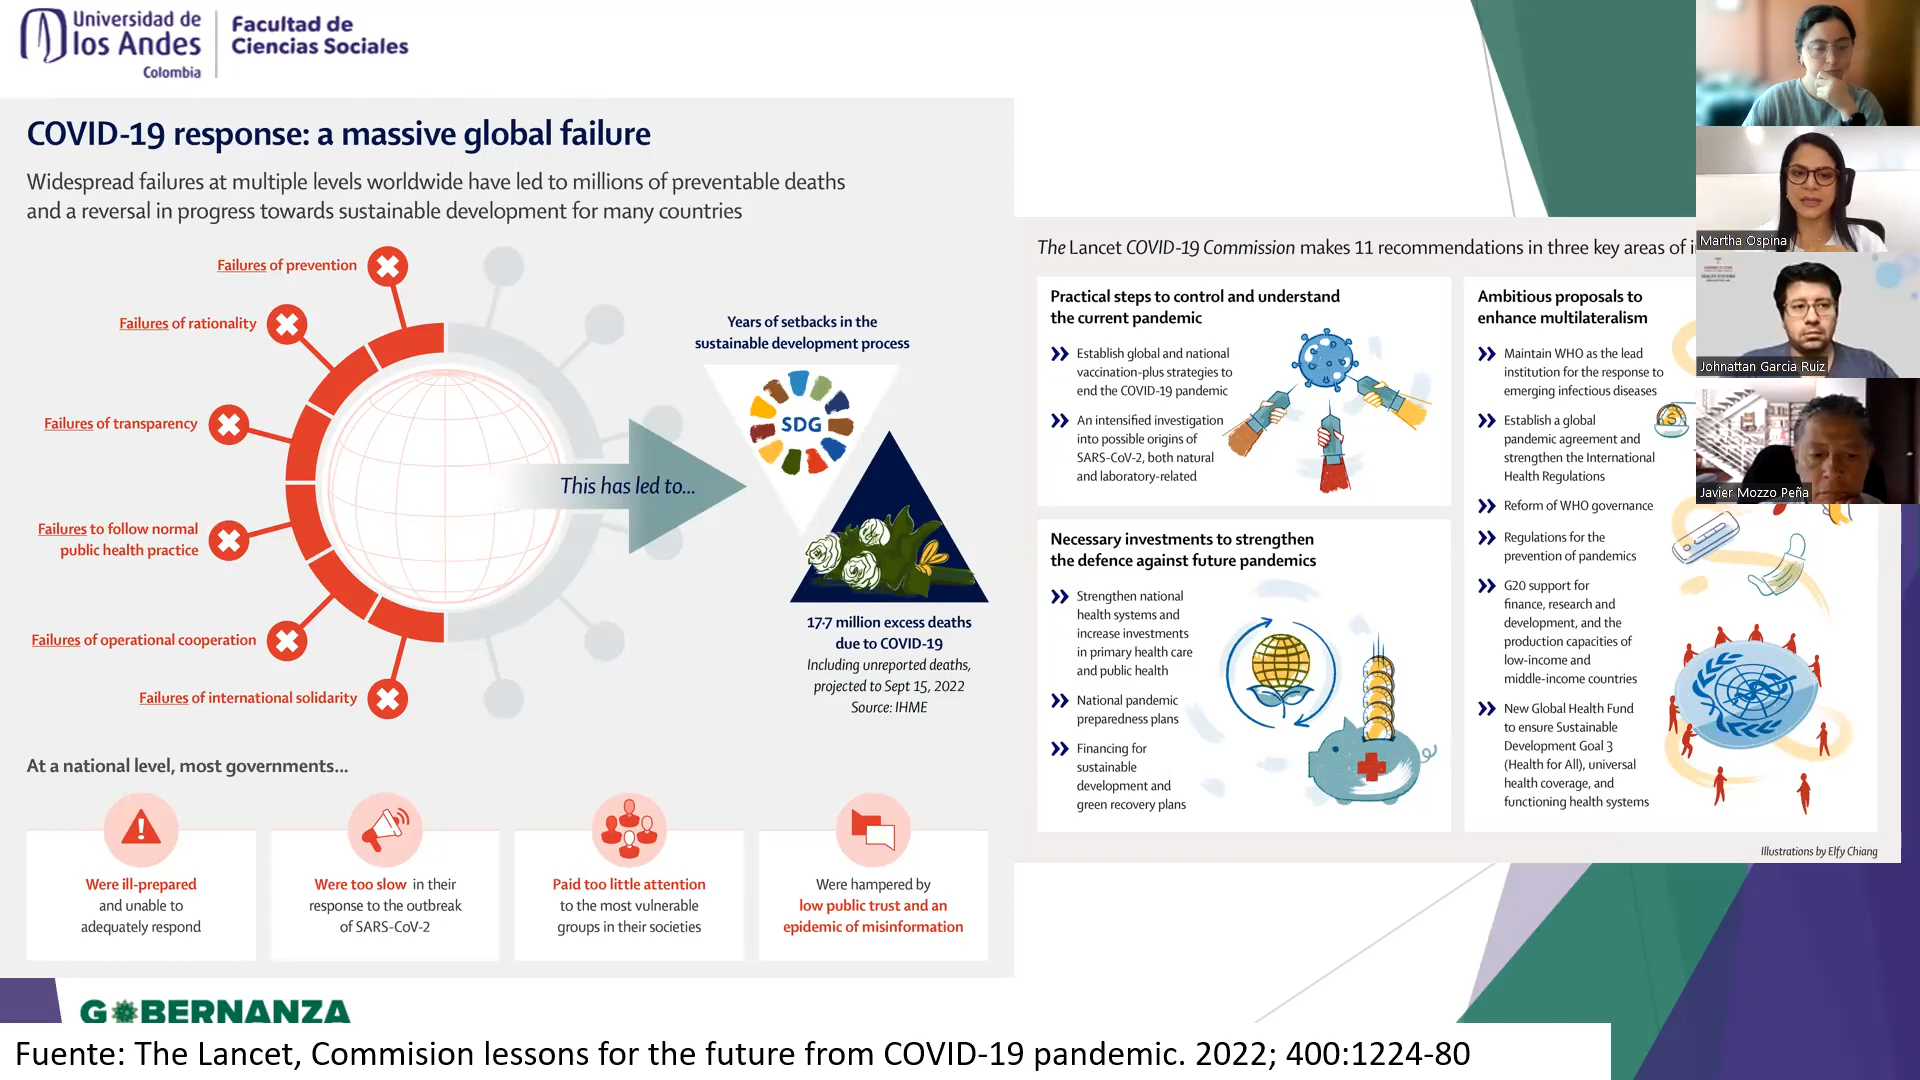 Universidad de
los Andes
Colombia
Facultad de
Ciencias Sociales
COVID-19 response: a massive global failure
Widespread failures at multiple levels worldwide have led to millions of preventable deaths
and a reversal in progress towards sustainable development for many countries
Failures of prevention
Failures of rationality
Failures of transparency
Failures to follow normal
public health practice
Failures of operational cooperation
Failures of international solidarity
This has led to...
Years of setbacks in the
sustainable development process
SDG
17·7 million excess deaths
due to COVID-19
Including unreported deaths,
projected to Sept 15, 2022
Source: IHME
At a national level, most governments...
Were ill-prepared
and unable to
adequately respond
Were too slow in their
response to the outbreak
of SARS-CoV-2
Paid too little attention
to the most vulnerable
groups in their societies
Were hampered by
low public trust and an
epidemic of misinformation
The Lancet COVID-19 Commission makes 11 recommendations in three key areas of
Practical steps to control and understand
the current pandemic
Establish global and national
vaccination-plus strategies to
end the COVID-19 pandemic
An intensified investigation
into possible origins of
SARS-CoV-2, both natural
and laboratory-related
Necessary investments to strengthen
the defence against future pandemics
Strengthen national
health systems and
increase investments
in primary health care
and public health
National pandemic
preparedness plans
Financing for
sustainable
development and
green recovery plans
Ambitious proposals to
enhance multilateralism
Maintain WHO as the lead
institution for the response to
emerging infectious diseases
Establish a global
pandemic agreement and
strengthen the International
Health Regulations
Reform of WHO governance
Regulations for the
prevention of pandemics
G20 support for
finance, research and
development, and the
production capacities of
low-income and
middle-income countries
New Global Health Fund
to ensure Sustainable
Development Goal 3
(Health for All), universal
health coverage, and
functioning health systems
Illustrations by Elfy Chiang
Martha Ospina
Johnattan Garcia Ruiz
Javier Mozzo Peña
GOBERNANZA
Fuente: The Lancet, Commision lessons for the future from COVID-19 pandemic. 2022; 400:1224-80